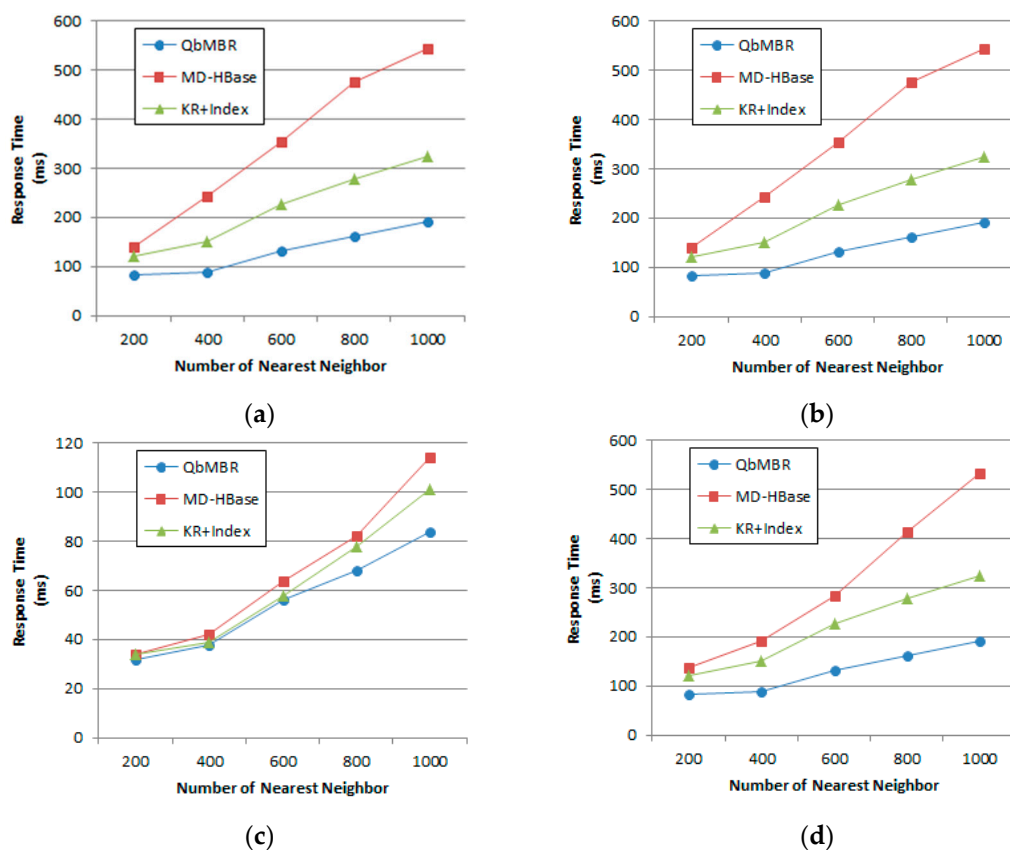 600
500
400
300
200
100
0
Response Time
(ms)
QbMBR
MD-HBase
KR+Index
200 400 600 800 1000
Number of Nearest Neighbor
(a)
600
500
400
300
200
100
0
Response Time
(ms)
QbMBR
MD-HBase
KR+Index
200 400 600 800 1000
Number of Nearest Neighbor
(b)
120
100
80
60
40
20
0
Response Time
(ms)
QbMBR
MD-HBase
KR+Index
200 400 600 800 1000
Number of Nearest Neighbor
(c)
600
500
400
300
200
100
0
Response Time
(ms)
QbMBR
MD-HBase
KR+Index
200 400 600 800 1000
Number of Nearest Neighbor
(d)